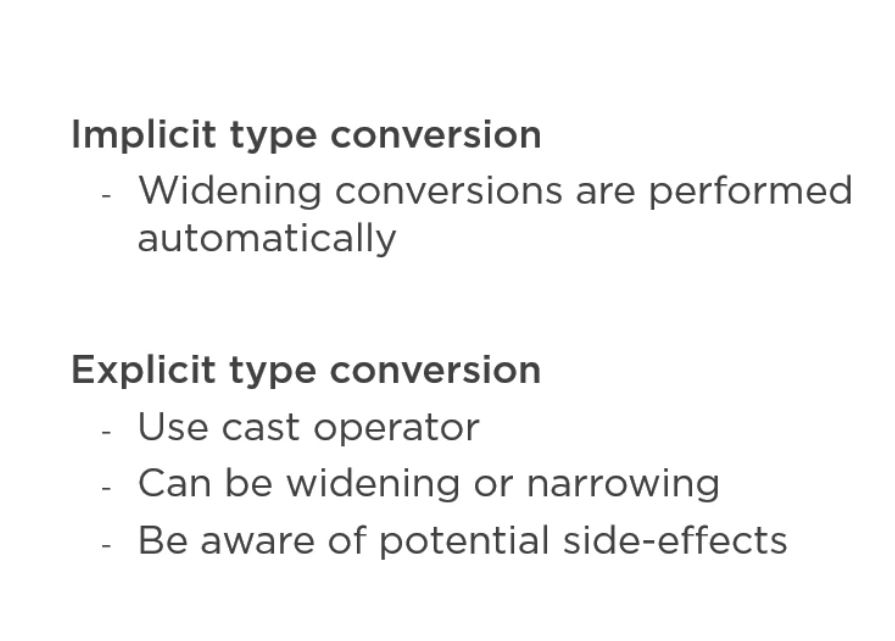 Implicit type conversion
- Widening conversions are performed
automatically
Explicit type conversion
- Use cast operator
- Can be widening or narrowing
- Be aware of potential side-effects